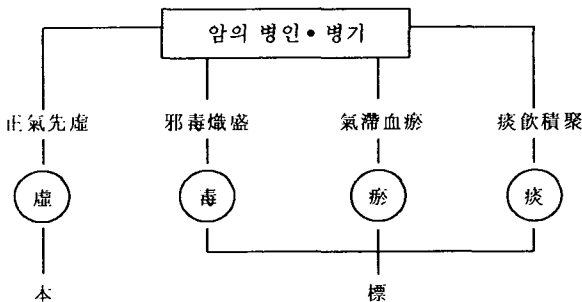 암의 병인•병기
正氣先虛 邪毒熾盛 氣滯血瘀 痰飮積聚
虛 毒 瘀 痰
本 標